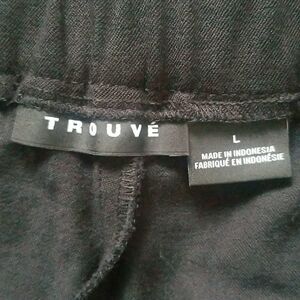 TROUVÉ
L
MADE IN INDONESIA
FABRIQUÉ EN INDONÉSIE